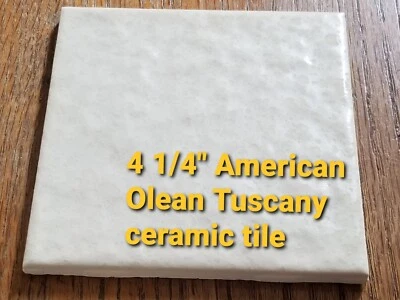 4 1/4" American
Olean Tuscany
ceramic tile